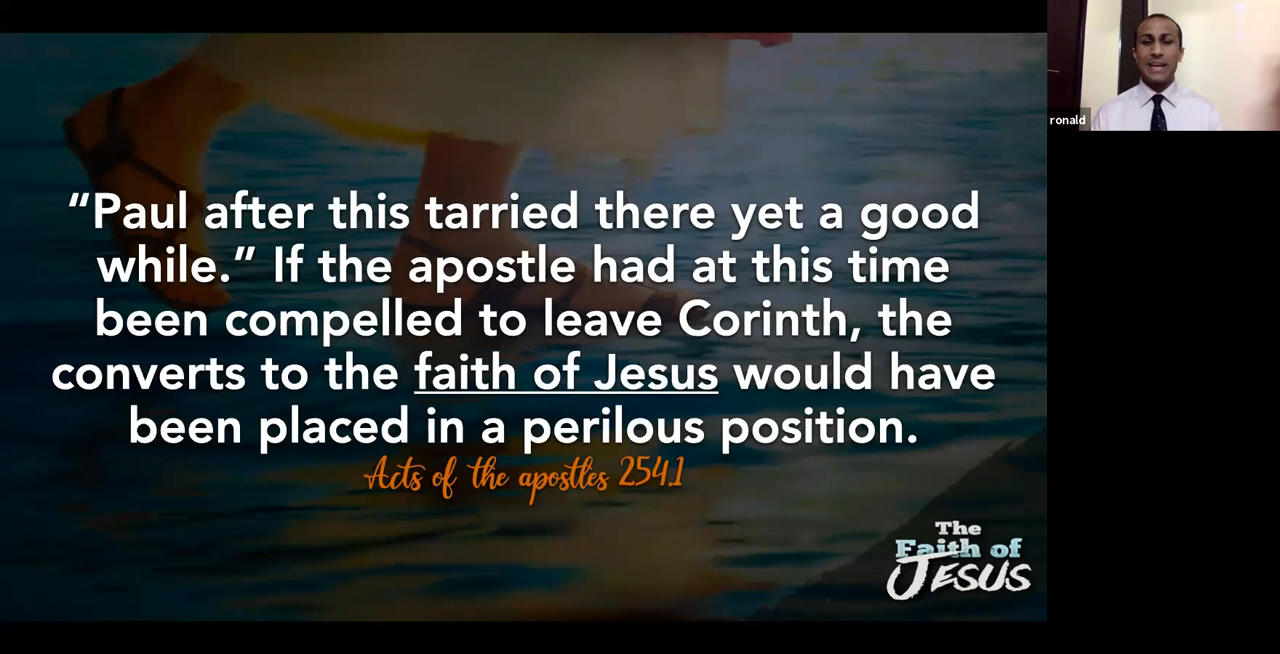 “Paul after this tarried there yet a good
while.” If the apostle had at this time
been compelled to leave Corinth, the
converts to the faith of Jesus would have
been placed in a perilous position.
Acts of the apostles 254.1
The
Faith of
JESUS
ronald